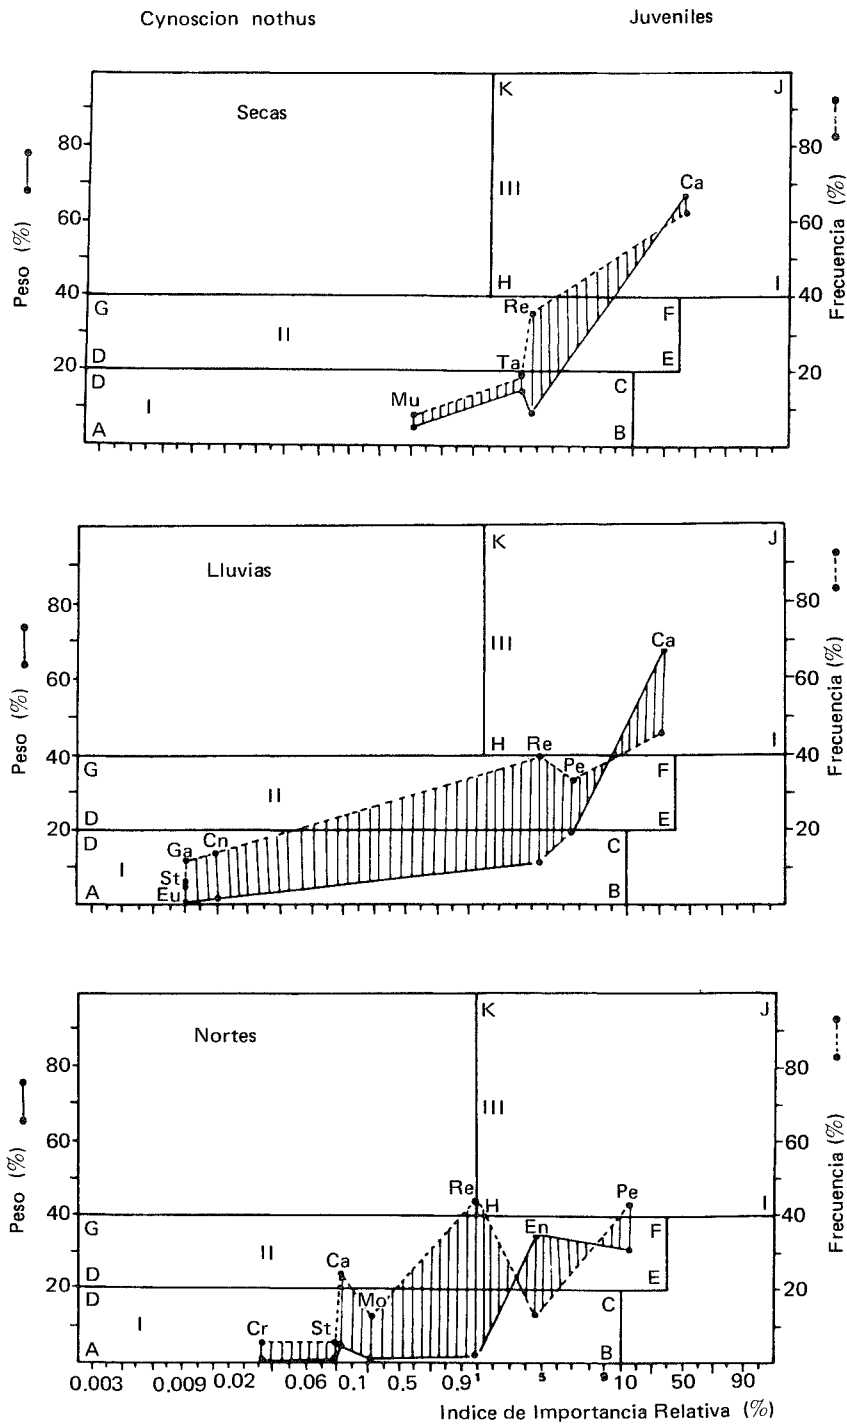 Cynoscion nothus Juveniles
Secas
K J
80 80
III
Ca
60 60
Peso (%) Frecuencia (%)
H I
40 40
G Re F
II
D Ta E
20 20
D C
Mu
I
A B
Lluvias
K J
80 80
III Ca
60 60
Peso (%) Frecuencia (%)
H Re I
40 40
G Pe F
II
D E
20 20
D Ga Cn C
I St
A Eu B
Nortes
K J
80 80
III
60 60
Peso (%) Frecuencia (%)
Re H Pe I
40 40
G En F
II Ca
D E
20 20
D Mo C
I Cr St
A B
0.003 0.009 0.02 0.06 0.1 0.5 0.9 1 5 9 10 50 90
Indice de Importancia Relativa (%)